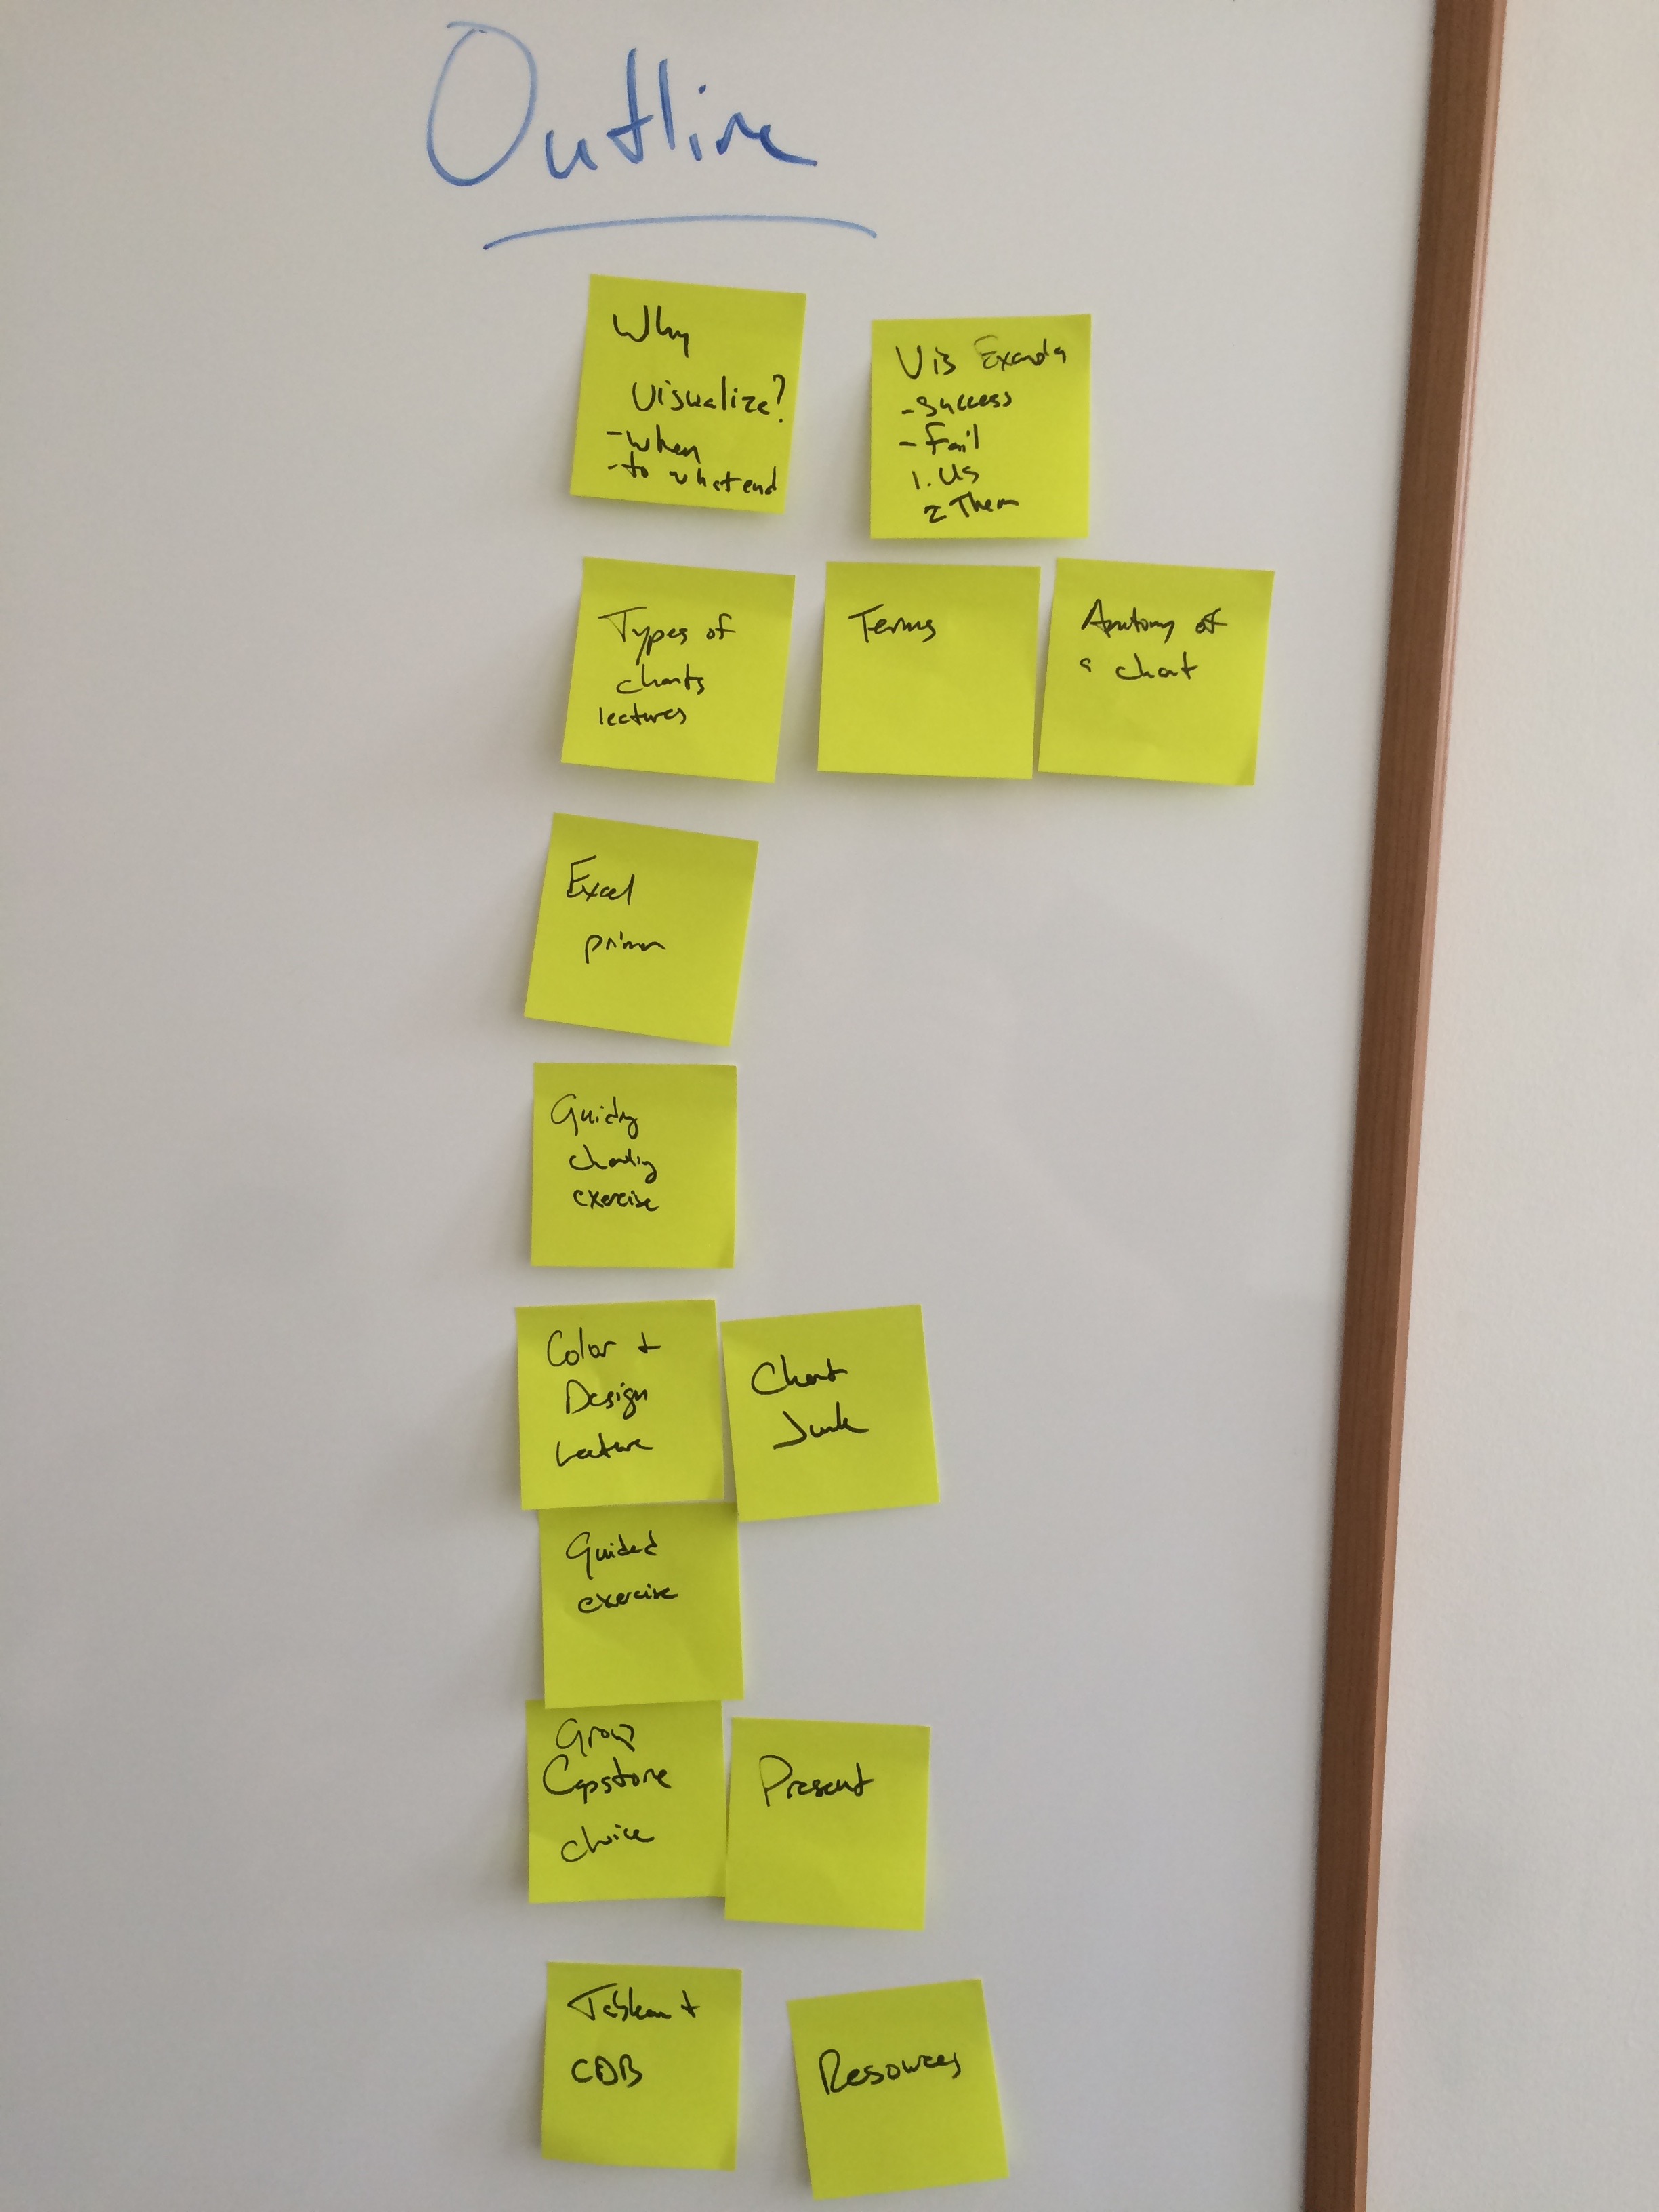 Outline
Why
Visualize?
- when
- to what end
Vis Example
- Success
- Fail
1. Us
2 Them
Types of
charts
lectures
Terms
Anatomy of
a chart
Excel
primer
Guiding
charting
exercise
Color +
Design
Lecture
Chart
Junk
Guided
exercise
Group
Capstone
choice
Present
Tableau +
CDB
Resources